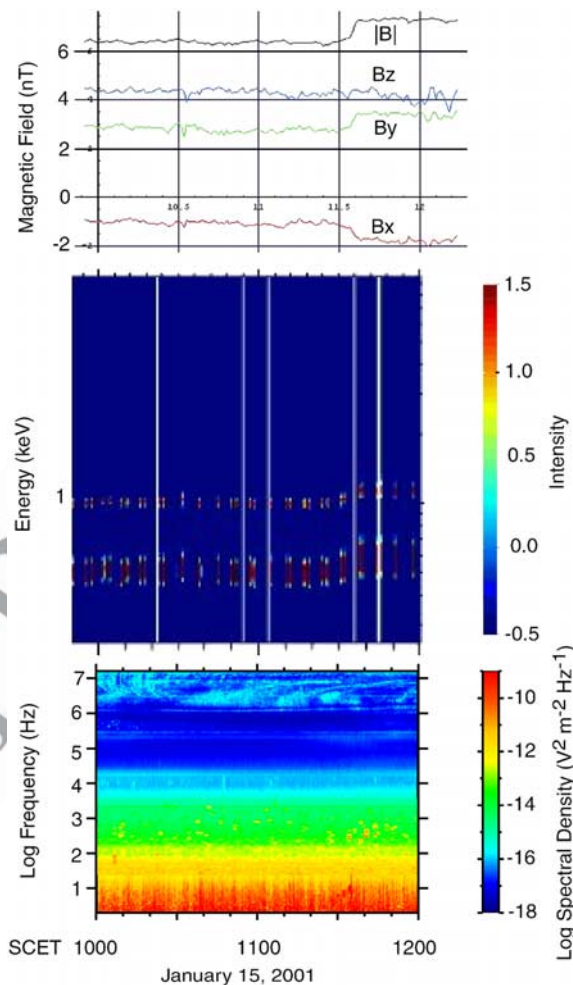 Magnetic Field (nT)
6
4
2
0
-2
|B|
Bz
By
Bx
10.5
11
11.5
12
Energy (keV)
1
1.5
1.0
0.5
0.0
-0.5
Intensity
Log Frequency (Hz)
7
6
5
4
3
2
1
-10
-12
-14
-16
-18
Log Spectral Density (V² m⁻² Hz⁻¹)
SCET 1000 1100 1200
January 15, 2001